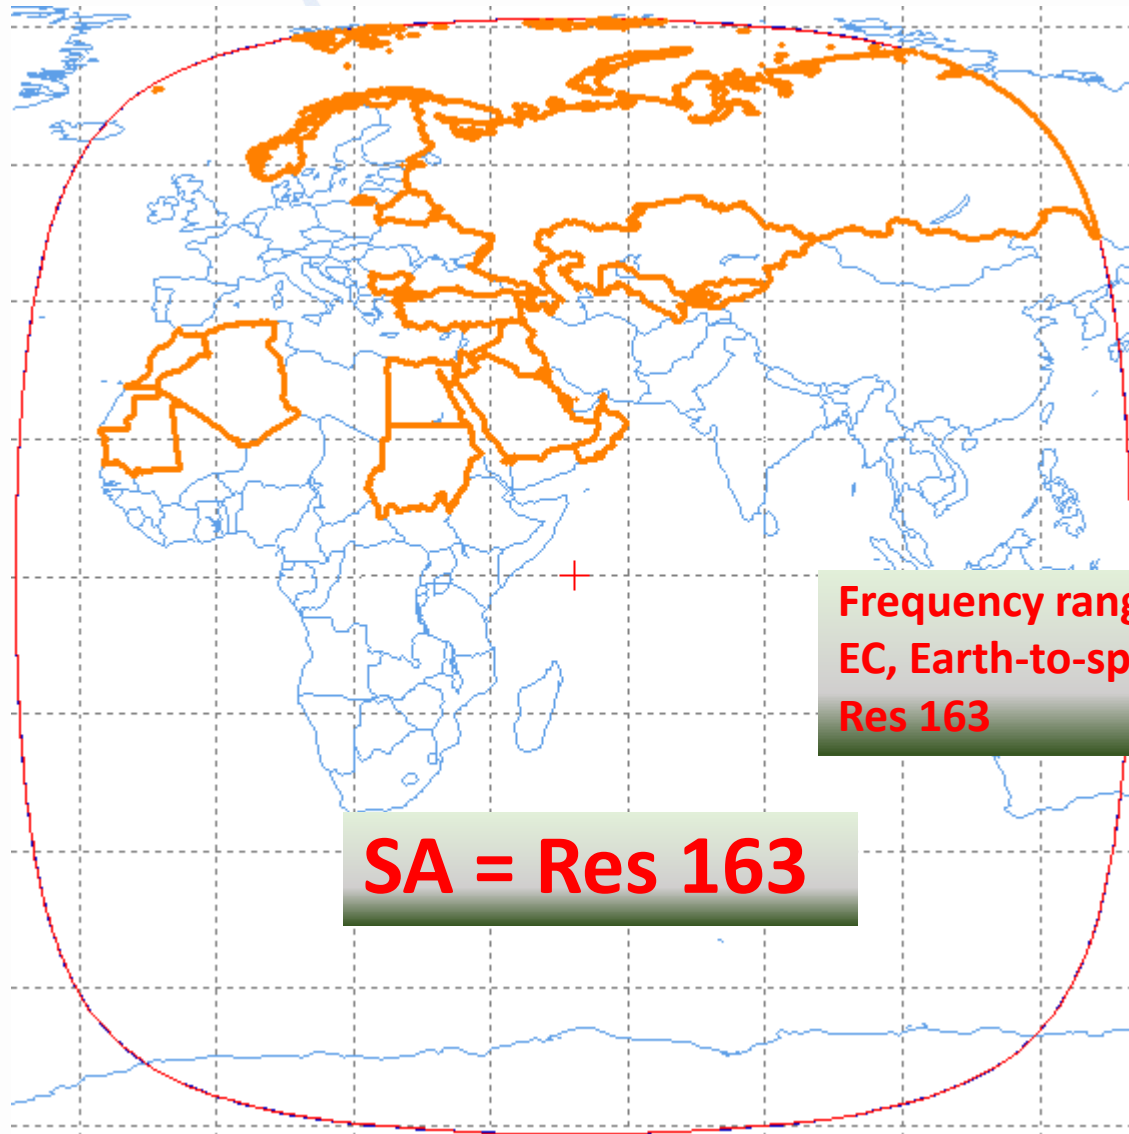 Frequency rang
EC, Earth-to-sp
Res 163
SA = Res 163